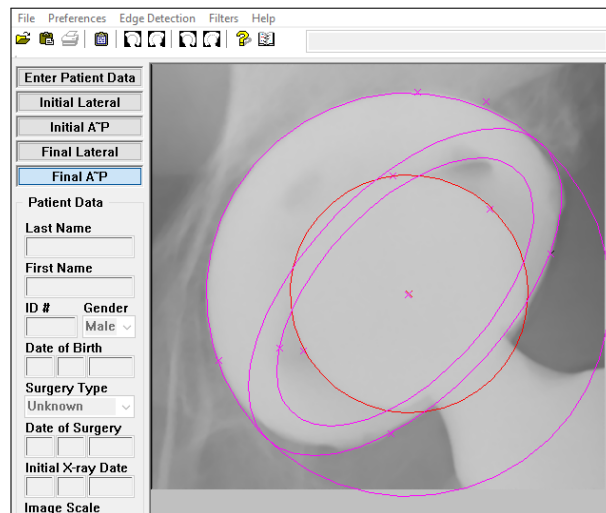 File Preferences Edge Detection Filters Help
Enter Patient Data
Initial Lateral
Initial A~P
Final Lateral
Final A~P
Patient Data
Last Name
First Name
ID # Gender
Male
Date of Birth
Surgery Type
Unknown
Date of Surgery
Initial X-ray Date
Image Scale